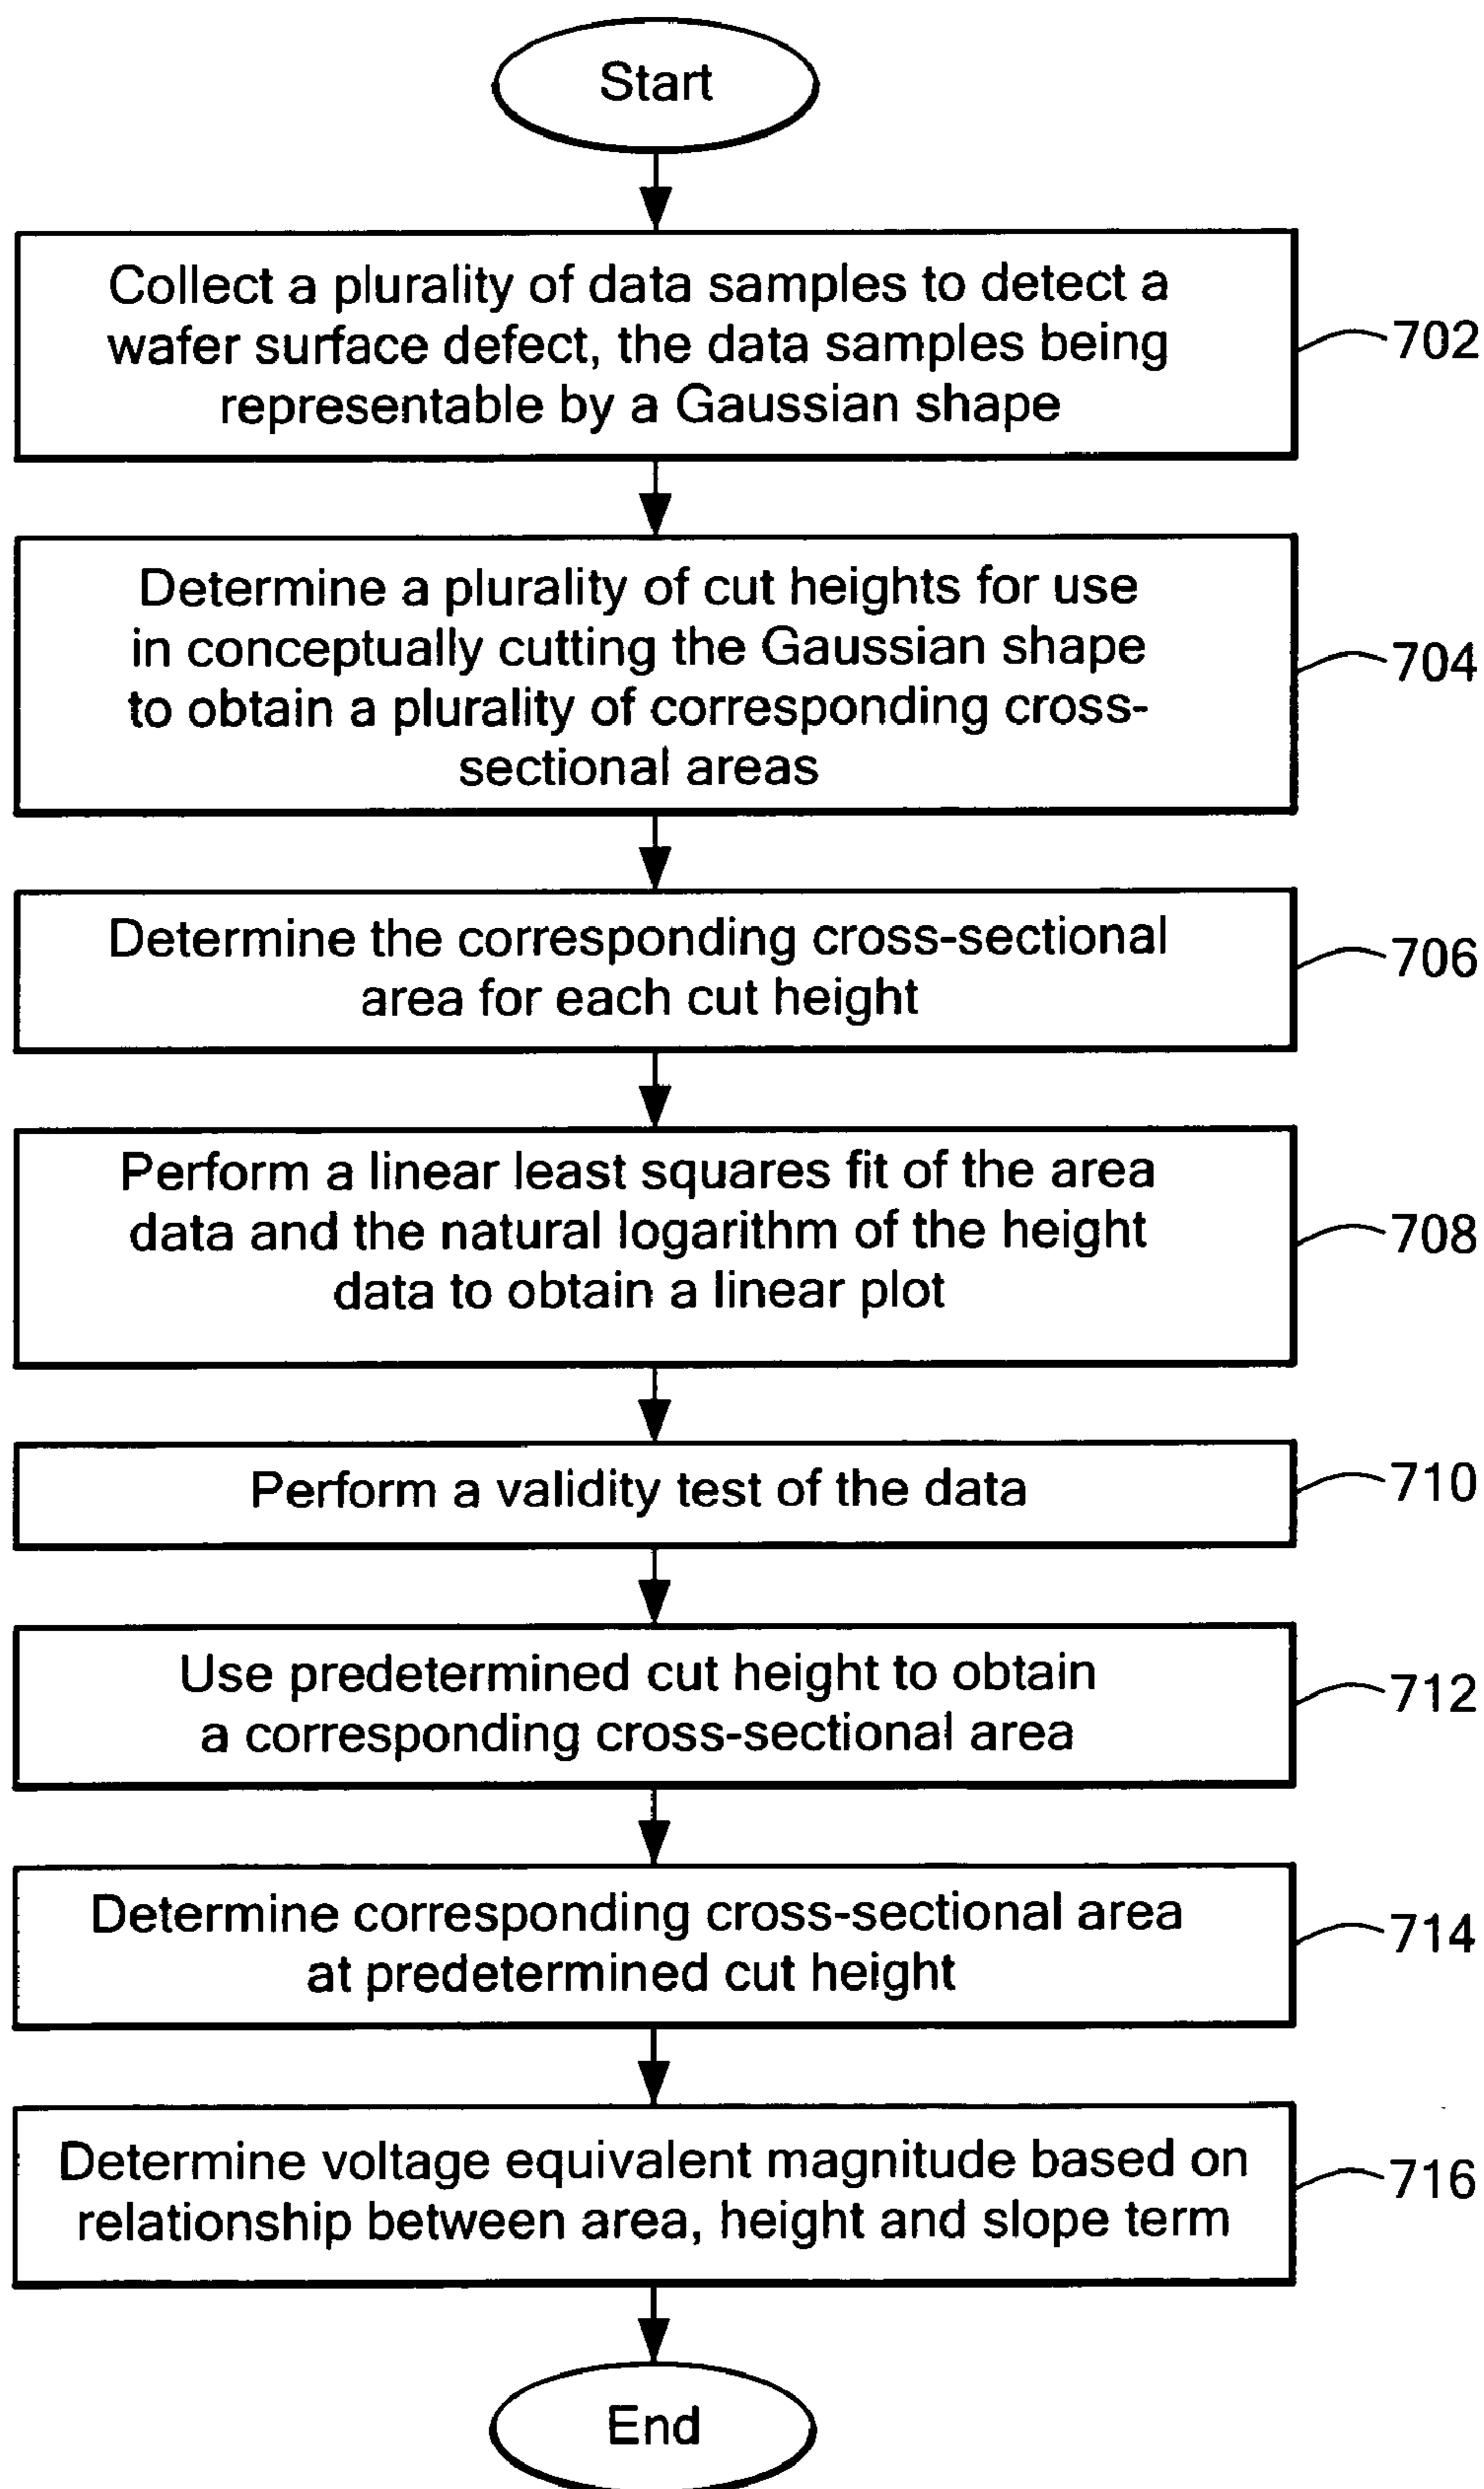 Start
Collect a plurality of data samples to detect a
wafer surface defect, the data samples being
representable by a Gaussian shape
702
Determine a plurality of cut heights for use
in conceptually cutting the Gaussian shape
to obtain a plurality of corresponding cross-
sectional areas
704
Determine the corresponding cross-sectional
area for each cut height
706
Perform a linear least squares fit of the area
data and the natural logarithm of the height
data to obtain a linear plot
708
Perform a validity test of the data
710
Use predetermined cut height to obtain
a corresponding cross-sectional area
712
Determine corresponding cross-sectional area
at predetermined cut height
714
Determine voltage equivalent magnitude based on
relationship between area, height and slope term
716
End